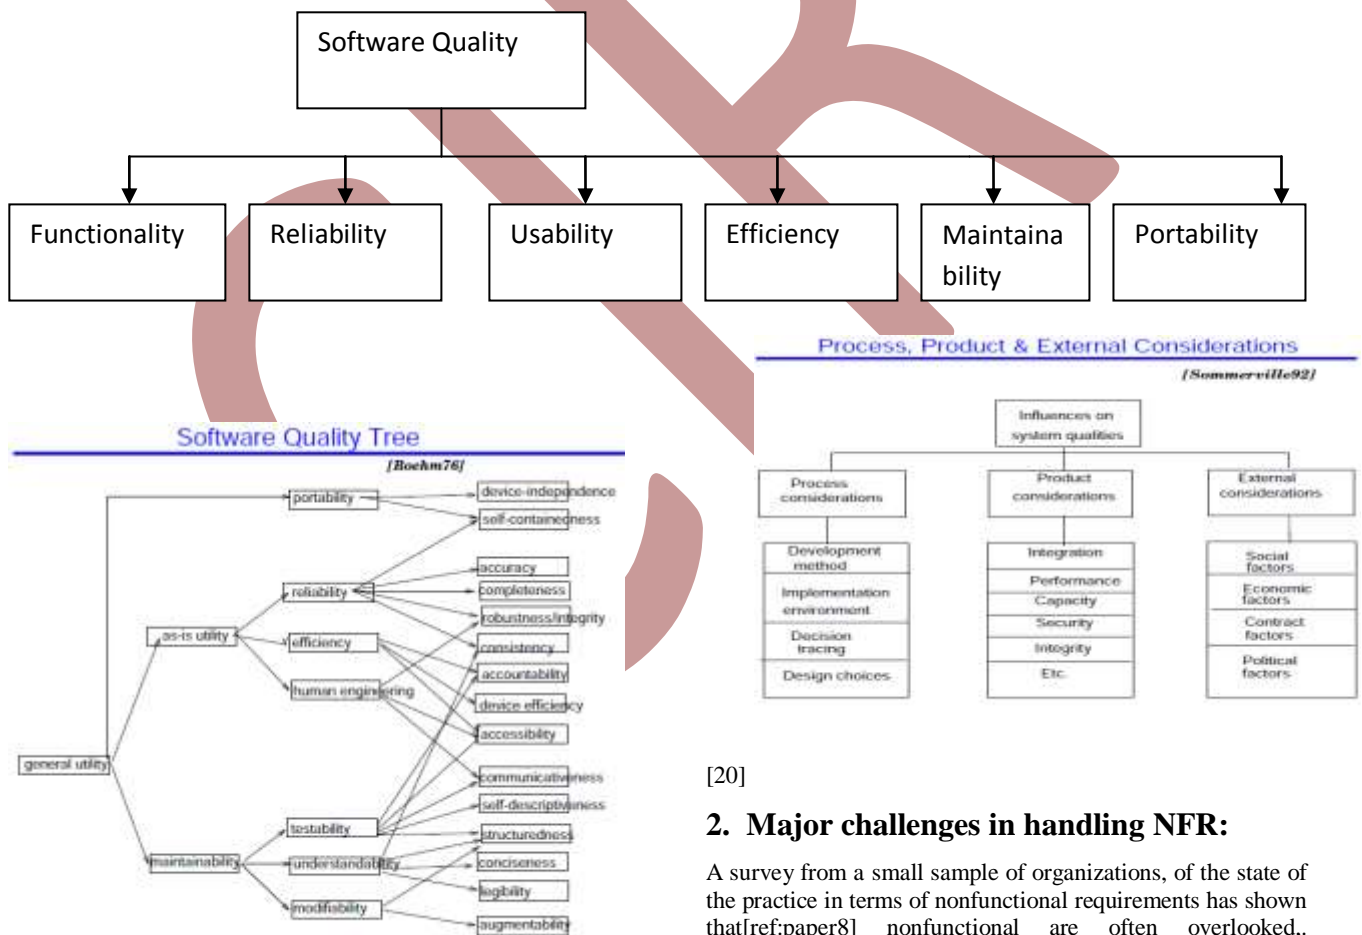 Software Quality
Functionality
Reliability
Usability
Efficiency
Maintaina
bility
Portability
Software Quality Tree
[Boehm76]
portability
device-independence
self-containedness
accuracy
reliability
completeness
robustness/integrity
as-is utility
efficiency
consistency
accountability
human engineering
device efficiency
accessibility
general utility
communicativeness
self-descriptiveness
testability
structuredness
maintainability
understandability
conciseness
legibility
modifiability
augmentability
Process, Product & External Considerations
[Sommerville92]
Influences on
system qualities
Process
considerations
Product
considerations
External
considerations
Development
method
Implementation
environment
Decision
tracing
Design choices
Integration
Performance
Capacity
Security
Integrity
Etc.
Social
factors
Economic
factors
Contract
factors
Political
factors
[20]
2. Major challenges in handling NFR:
A survey from a small sample of organizations, of the state of
the practice in terms of nonfunctional requirements has shown
that[ref:paper8] nonfunctional are often overlooked,.